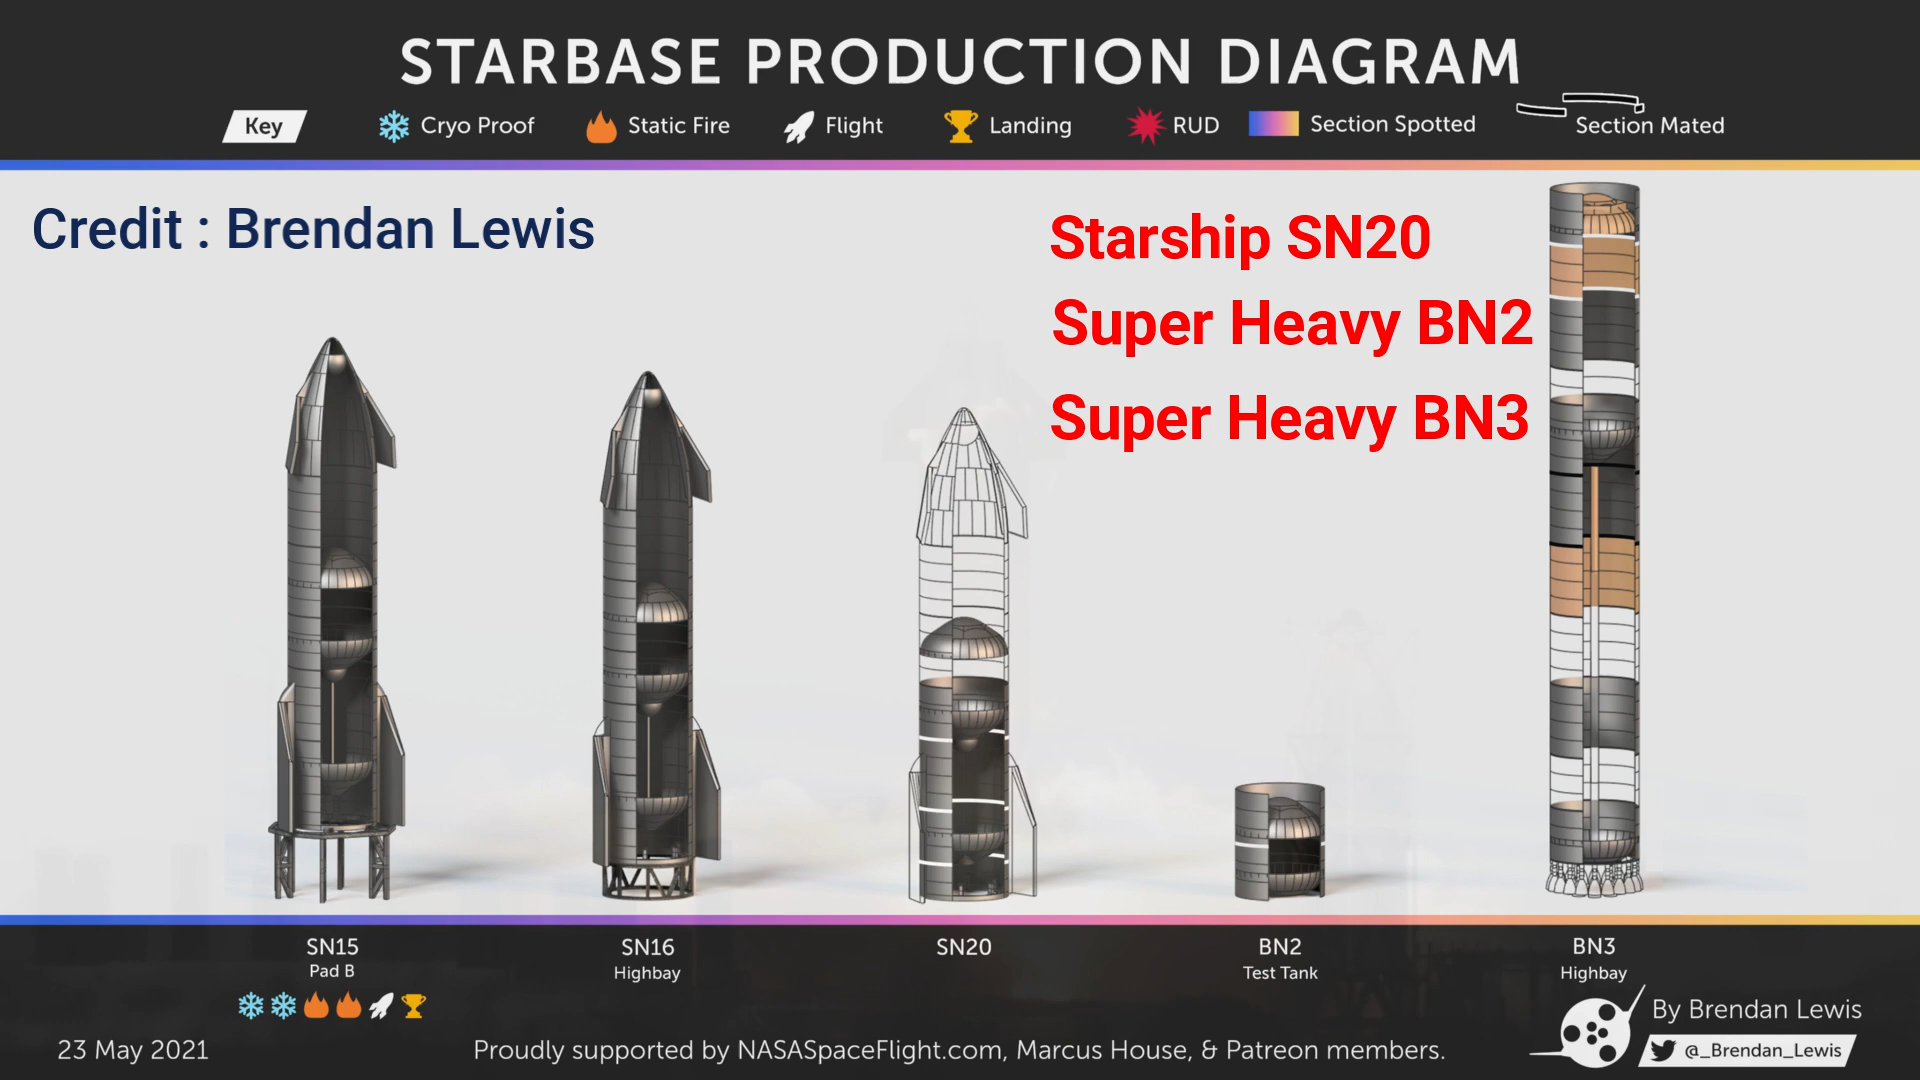 STARBASE PRODUCTION DIAGRAM
Key Cryo Proof Static Fire Flight Landing RUD Section Spotted Section Mated
Credit : Brendan Lewis
Starship SN20
Super Heavy BN2
Super Heavy BN3
SN15
Pad B
SN16
Highbay
SN20
BN2
Test Tank
BN3
Highbay
By Brendan Lewis
@_Brendan_Lewis
23 May 2021
Proudly supported by NASASpaceFlight.com, Marcus House, & Patreon members.